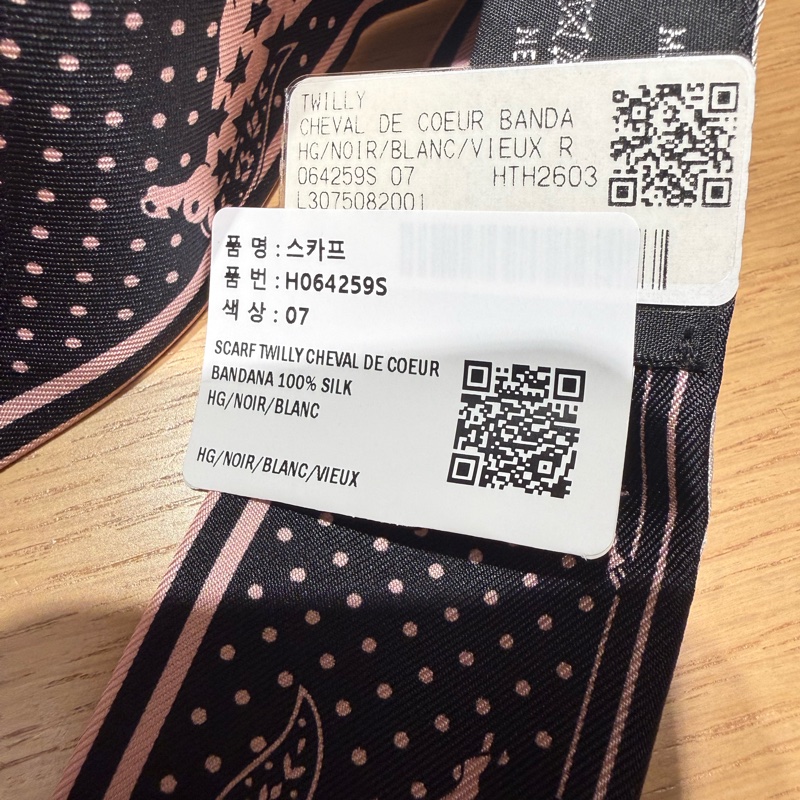 TWILLY
CHEVAL DE COEUR BANDA
HG/NOIR/BLANC/VIEUX R
064259S 07 HTH2603
L3075082001
품 명 : 스카프
품 번 : H064259S
색 상 : 07
SCARF TWILLY CHEVAL DE COEUR
BANDANA 100% SILK
HG/NOIR/BLANC
HG/NOIR/BLANC/VIEUX